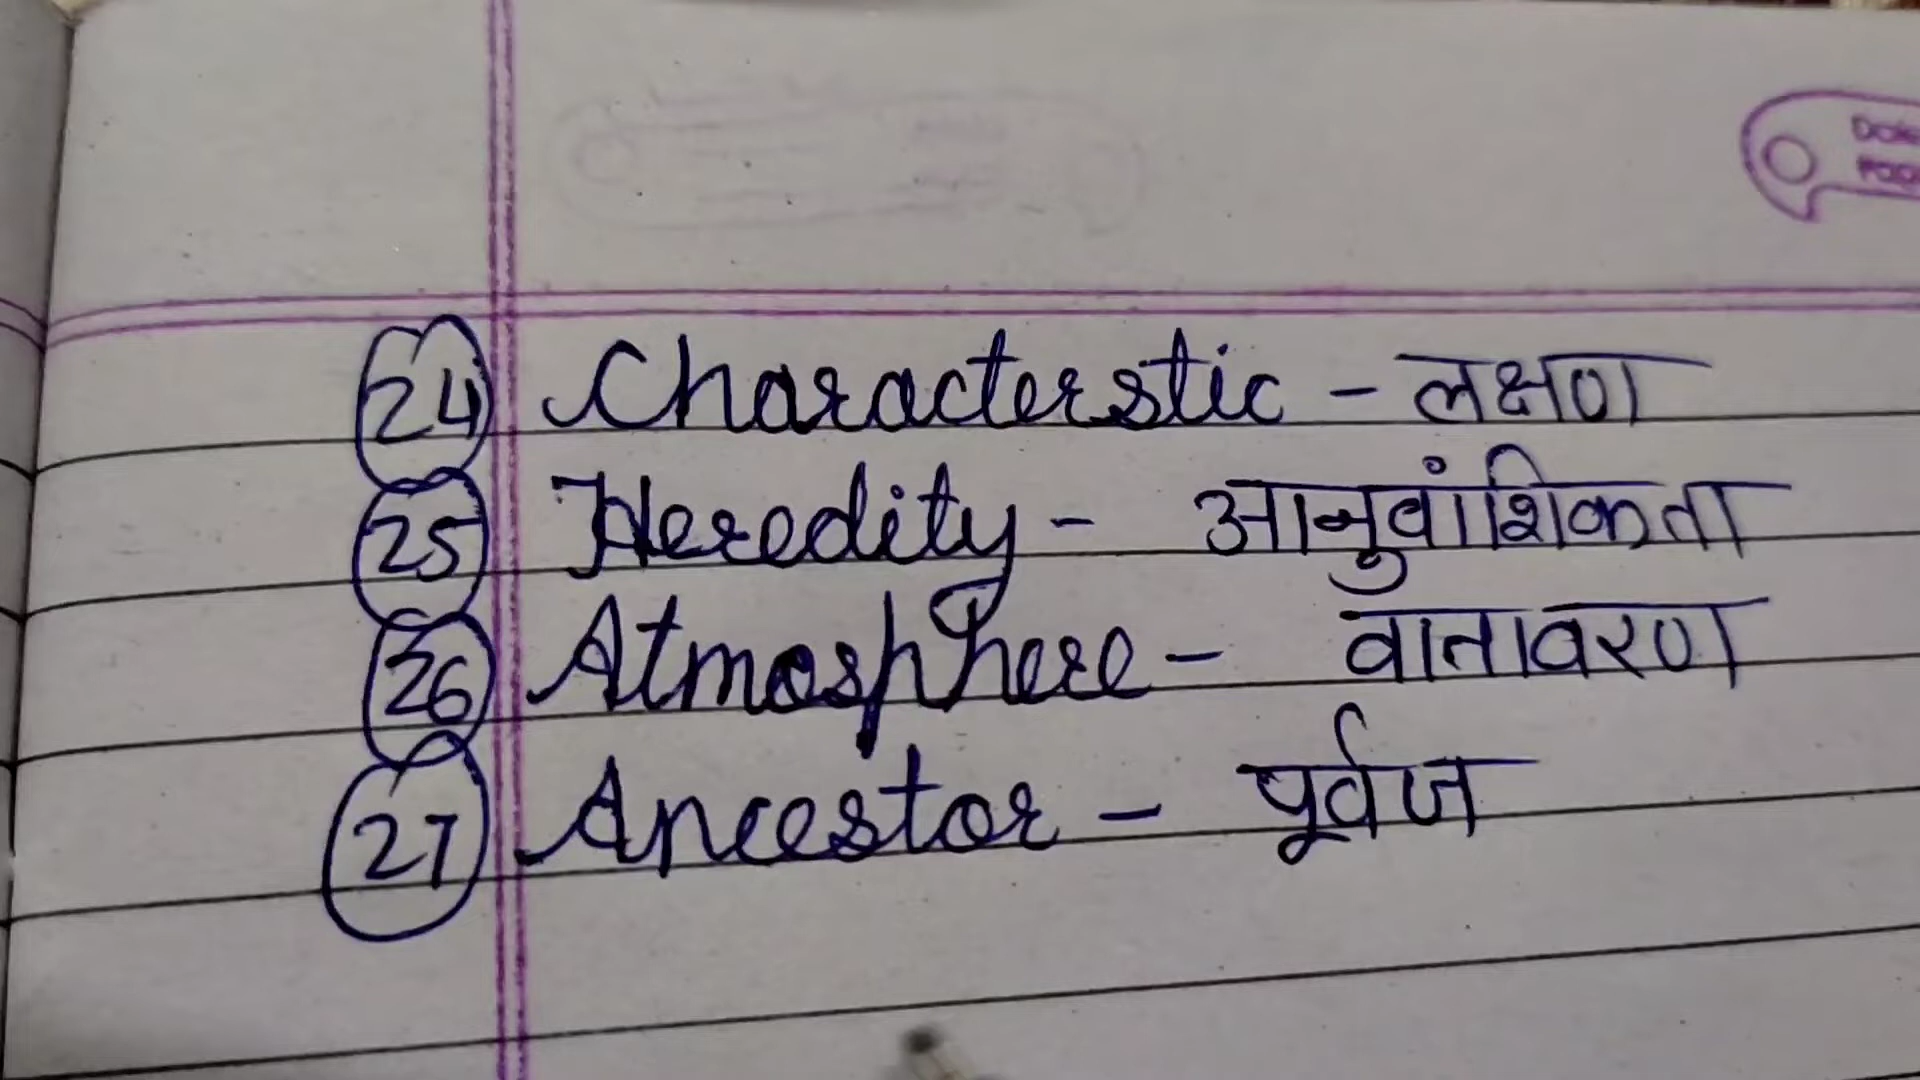 24 Characterstic - लक्षण
25 Heredity - आनुवांशिकता
26 Atmosphere - वातावरण
27 Ancestor - पूर्वज